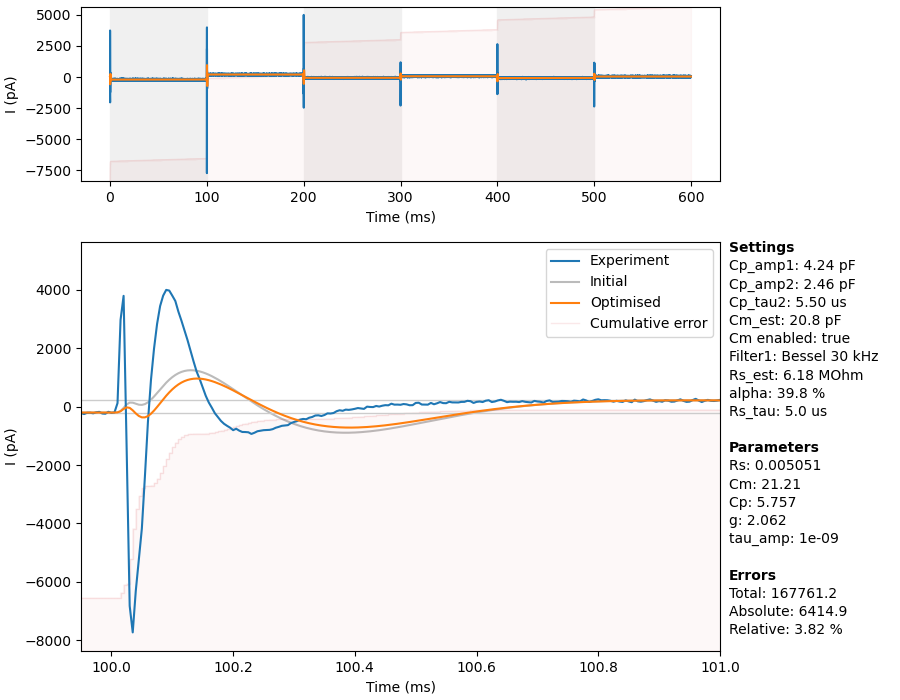 5000
2500
0
−2500
−5000
−7500
I (pA)
0 100 200 300 400 500 600
Time (ms)
4000
2000
0
−2000
−4000
−6000
−8000
I (pA)
100.0 100.2 100.4 100.6 100.8 101.0
Time (ms)
Experiment
Initial
Optimised
Cumulative error
Settings
Cp_amp1: 4.24 pF
Cp_amp2: 2.46 pF
Cp_tau2: 5.50 us
Cm_est: 20.8 pF
Cm enabled: true
Filter1: Bessel 30 kHz
Rs_est: 6.18 MOhm
alpha: 39.8 %
Rs_tau: 5.0 us
Parameters
Rs: 0.005051
Cm: 21.21
Cp: 5.757
g: 2.062
tau_amp: 1e-09
Errors
Total: 167761.2
Absolute: 6414.9
Relative: 3.82 %